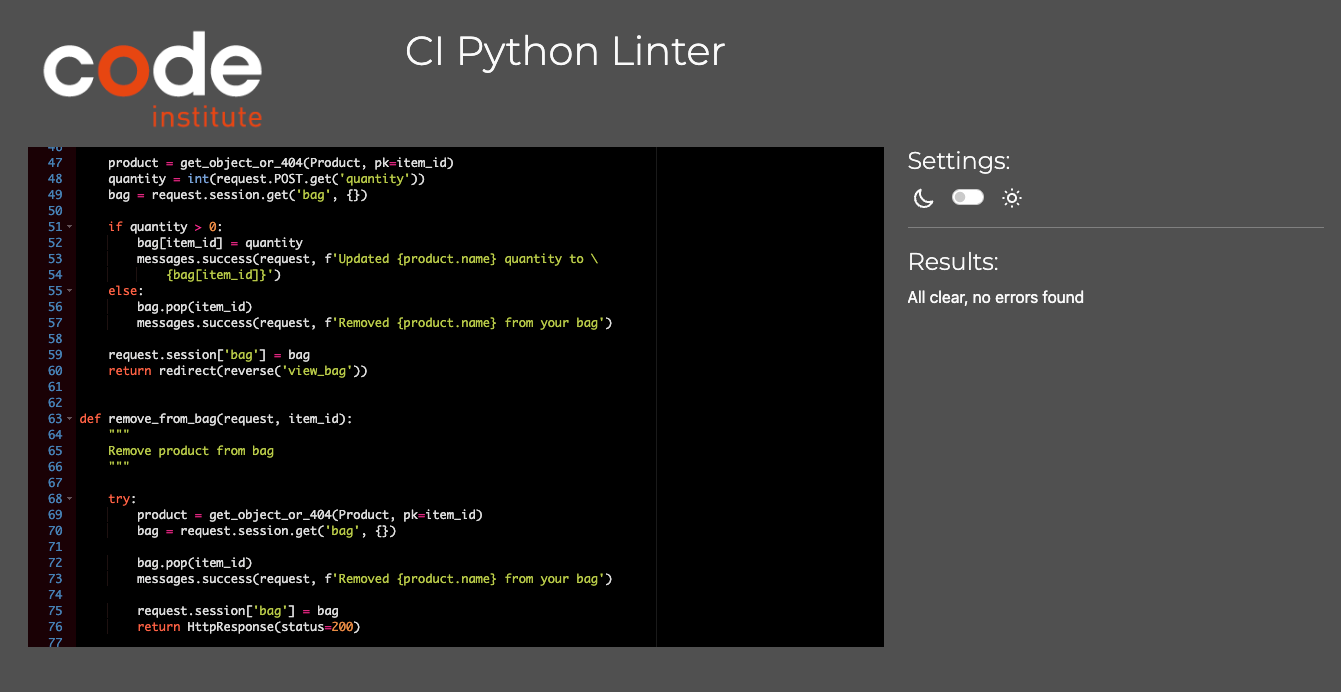 code
institute
CI Python Linter
46
47 product = get_object_or_404(Product, pk=item_id)
48 quantity = int(request.POST.get('quantity'))
49 bag = request.session.get('bag', {})
50
51 if quantity > 0:
52 bag[item_id] = quantity
53 messages.success(request, f'Updated {product.name} quantity to \
54 {bag[item_id]}')
55 else:
56 bag.pop(item_id)
57 messages.success(request, f'Removed {product.name} from your bag')
58
59 request.session['bag'] = bag
60 return redirect(reverse('view_bag'))
61
62
63 def remove_from_bag(request, item_id):
64 """
65 Remove product from bag
66 """
67
68 try:
69 product = get_object_or_404(Product, pk=item_id)
70 bag = request.session.get('bag', {})
71
72 bag.pop(item_id)
73 messages.success(request, f'Removed {product.name} from your bag')
74
75 request.session['bag'] = bag
76 return HttpResponse(status=200)
77
Settings:
Results:
All clear, no errors found